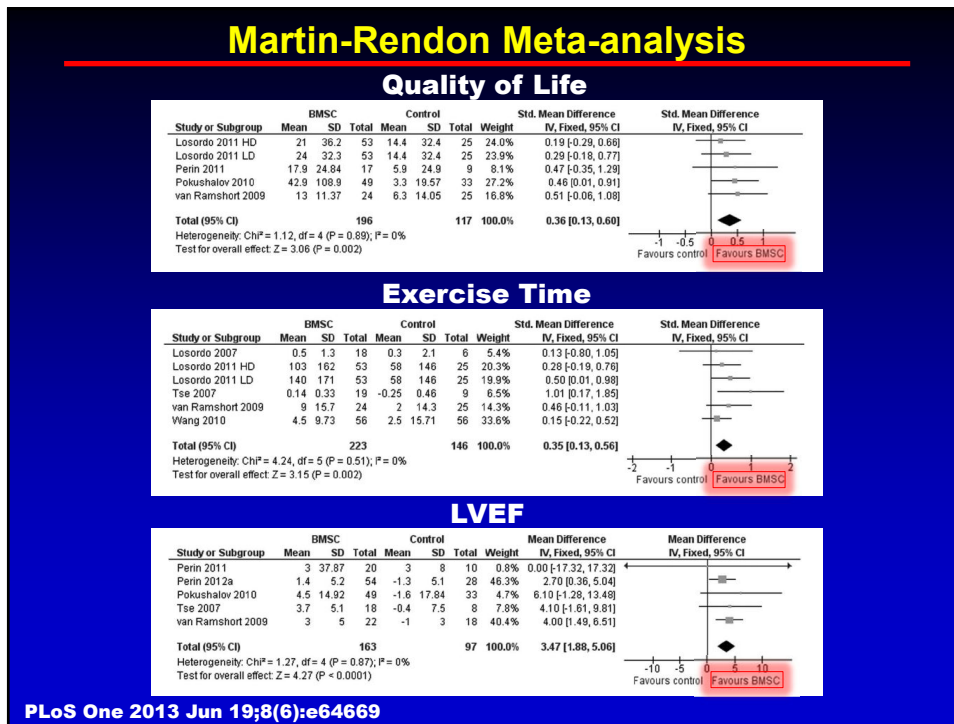 Martin-Rendon Meta-analysis
Quality of Life
BMSC Control Std. Mean Difference Std. Mean Difference
Study or Subgroup Mean SD Total Mean SD Total Weight IV, Fixed, 95% CI IV, Fixed, 95% CI
Losordo 2011 HD 21 36.2 53 14.4 32.4 25 24.0% 0.19 [-0.29, 0.66]
Losordo 2011 LD 24 32.3 53 14.4 32.4 25 23.9% 0.29 [-0.18, 0.77]
Perin 2011 17.9 24.84 17 5.9 24.9 9 8.1% 0.47 [-0.35, 1.29]
Pokushalov 2010 42.9 108.9 49 3.3 19.57 33 27.2% 0.46 [0.01, 0.91]
van Ramshort 2009 13 11.37 24 6.3 14.05 25 16.8% 0.51 [-0.06, 1.08]
Total (95% CI) 196 117 100.0% 0.36 [0.13, 0.60]
Heterogeneity: Chi² = 1.12, df = 4 (P = 0.89); I² = 0%
Test for overall effect: Z = 3.06 (P = 0.002)
-1 -0.5 0 0.5 1
Favours control Favours BMSC
Exercise Time
BMSC Control Std. Mean Difference Std. Mean Difference
Study or Subgroup Mean SD Total Mean SD Total Weight IV, Fixed, 95% CI IV, Fixed, 95% CI
Losordo 2007 0.5 1.3 18 0.3 2.1 6 5.4% 0.13 [-0.80, 1.05]
Losordo 2011 HD 103 162 53 58 146 25 20.3% 0.28 [-0.19, 0.76]
Losordo 2011 LD 140 171 53 58 146 25 19.9% 0.50 [0.01, 0.98]
Tse 2007 0.14 0.33 19 -0.25 0.46 9 6.5% 1.01 [0.17, 1.85]
van Ramshort 2009 9 15.7 24 2 14.3 25 14.3% 0.46 [-0.11, 1.03]
Wang 2010 4.5 9.73 56 2.5 15.71 56 33.6% 0.15 [-0.22, 0.52]
Total (95% CI) 223 146 100.0% 0.35 [0.13, 0.56]
Heterogeneity: Chi² = 4.24, df = 5 (P = 0.51); I² = 0%
Test for overall effect: Z = 3.15 (P = 0.002)
-2 -1 0 1 2
Favours control Favours BMSC
LVEF
BMSC Control Mean Difference Mean Difference
Study or Subgroup Mean SD Total Mean SD Total Weight IV, Fixed, 95% CI IV, Fixed, 95% CI
Perin 2011 3 37.87 20 3 8 10 0.8% 0.00 [-17.32, 17.32]
Perin 2012a 1.4 5.2 54 -1.3 5.1 28 46.3% 2.70 [0.36, 5.04]
Pokushalov 2010 4.5 14.92 49 -1.6 17.84 33 4.7% 6.10 [-1.28, 13.48]
Tse 2007 3.7 5.1 18 -0.4 7.5 8 7.8% 4.10 [-1.61, 9.81]
van Ramshort 2009 3 5 22 -1 3 18 40.4% 4.00 [1.49, 6.51]
Total (95% CI) 163 97 100.0% 3.47 [1.88, 5.06]
Heterogeneity: Chi² = 1.27, df = 4 (P = 0.87); I² = 0%
Test for overall effect: Z = 4.27 (P < 0.0001)
-10 -5 0 5 10
Favours control Favours BMSC
PLoS One 2013 Jun 19;8(6):e64669